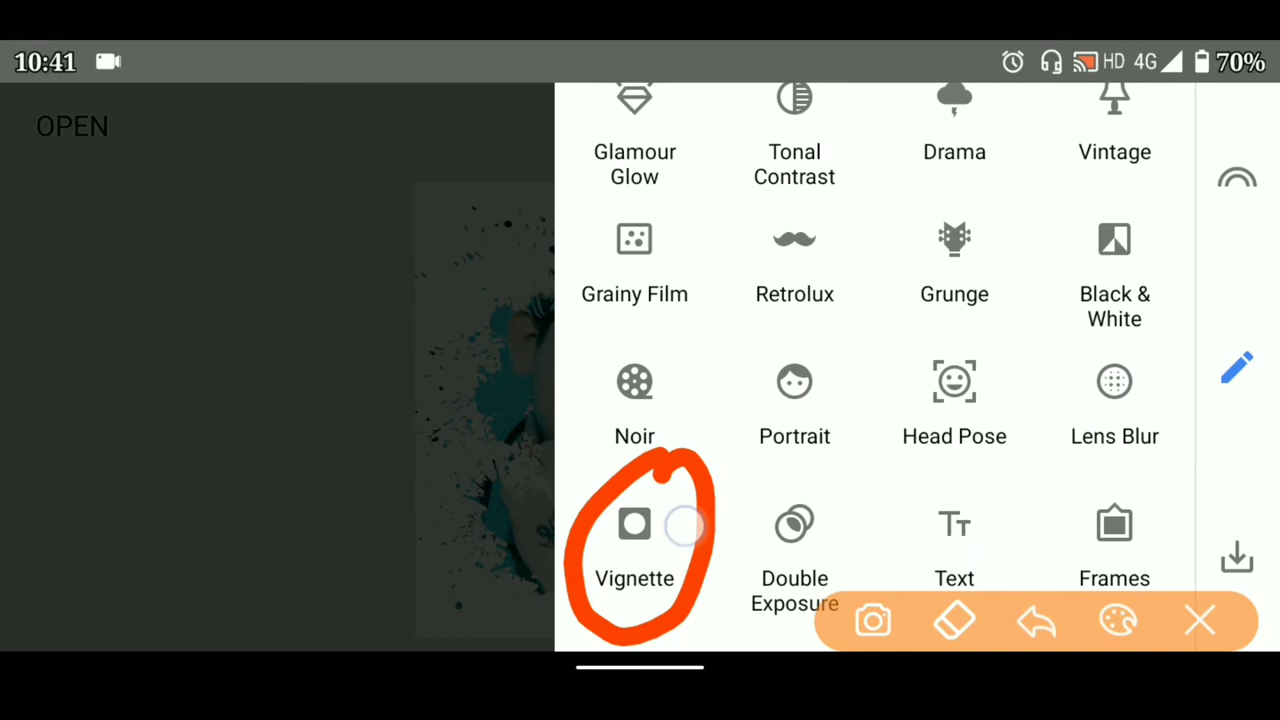 10:41
HD 4G 70%
OPEN
Glamour
Glow
Tonal
Contrast
Drama
Vintage
Grainy Film
Retrolux
Grunge
Black &
White
Noir
Portrait
Head Pose
Lens Blur
Vignette
Double
Exposure
Text
Frames